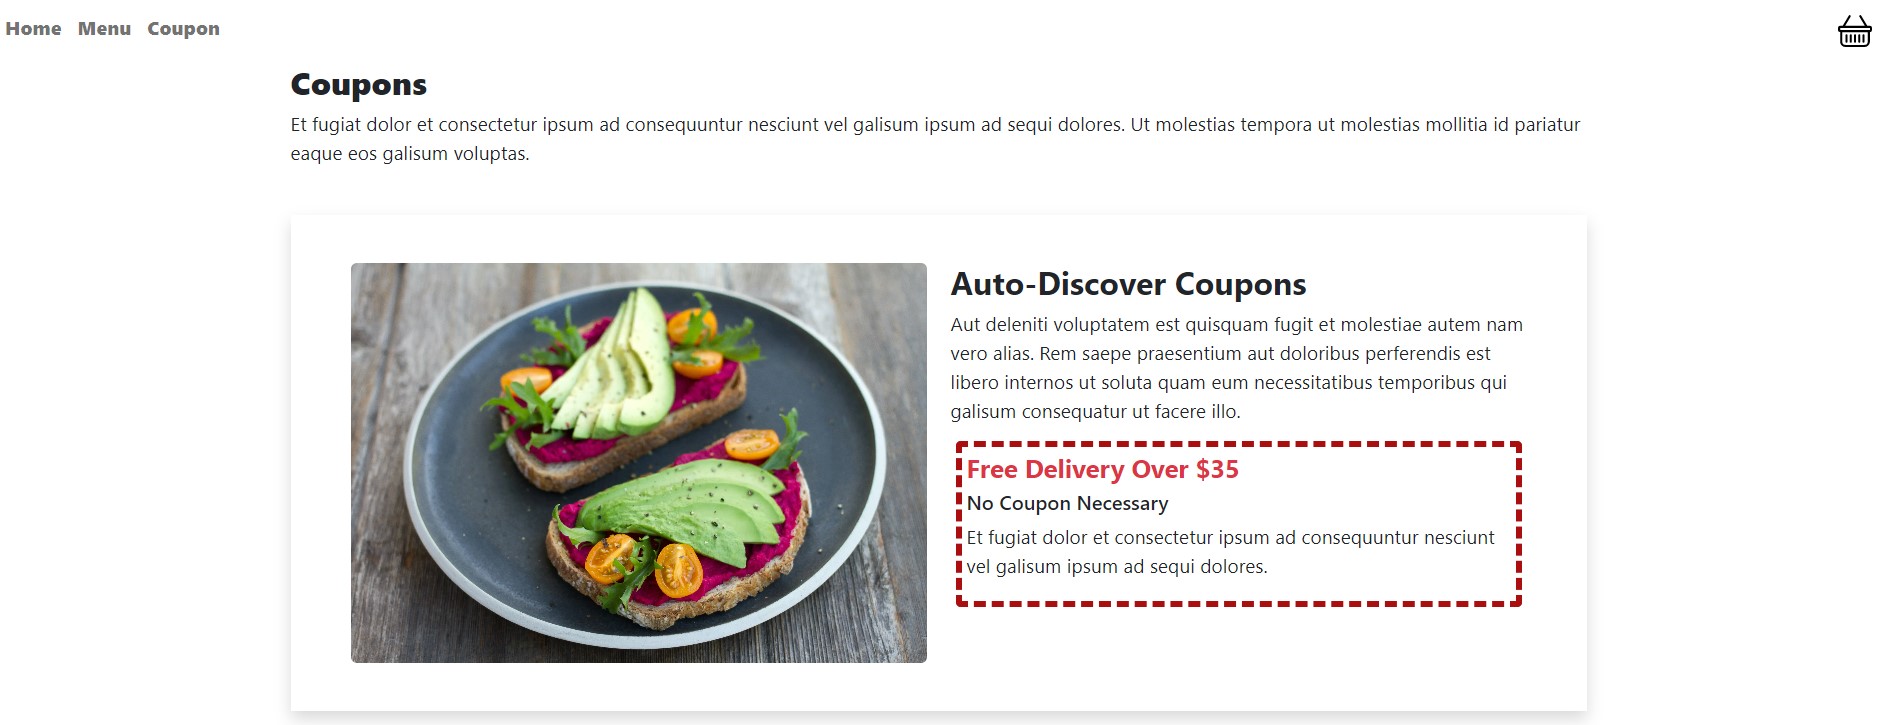 Home Menu Coupon
Coupons
Et fugiat dolor et consectetur ipsum ad consequuntur nesciunt vel galisum ipsum ad sequi dolores. Ut molestias tempora ut molestias mollitia id pariatur
eaque eos galisum voluptas.
Auto-Discover Coupons
Aut deleniti voluptatem est quisquam fugit et molestiae autem nam
vero alias. Rem saepe praesentium aut doloribus perferendis est
libero internos ut soluta quam eum necessitatibus temporibus qui
galisum consequatur ut facere illo.
Free Delivery Over $35
No Coupon Necessary
Et fugiat dolor et consectetur ipsum ad consequuntur nesciunt
vel galisum ipsum ad sequi dolores.